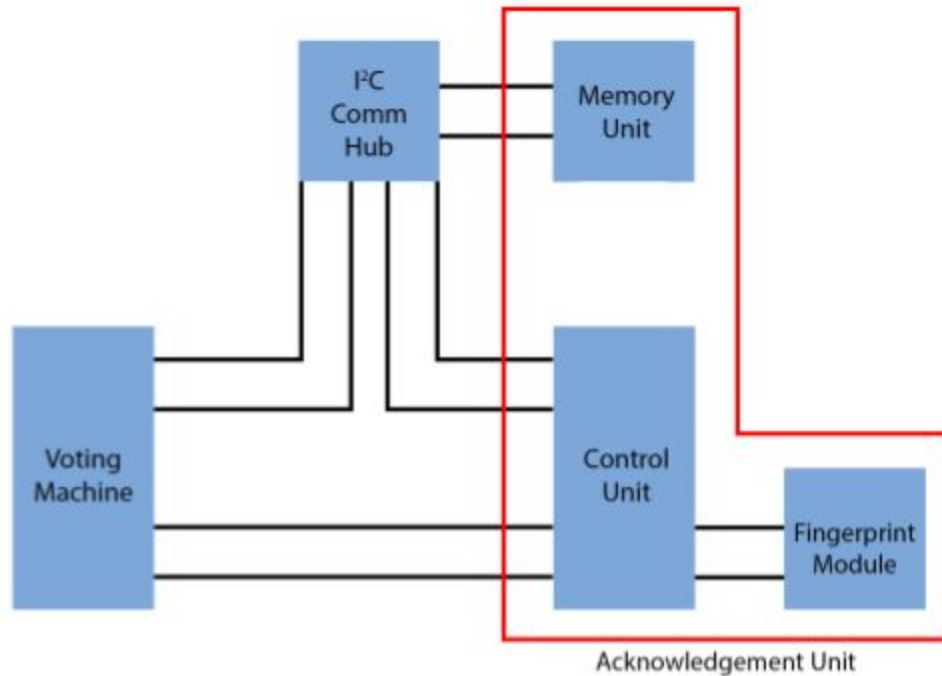 I²C
Comm
Hub
Memory
Unit
Voting
Machine
Control
Unit
Fingerprint
Module
Acknowledgement Unit